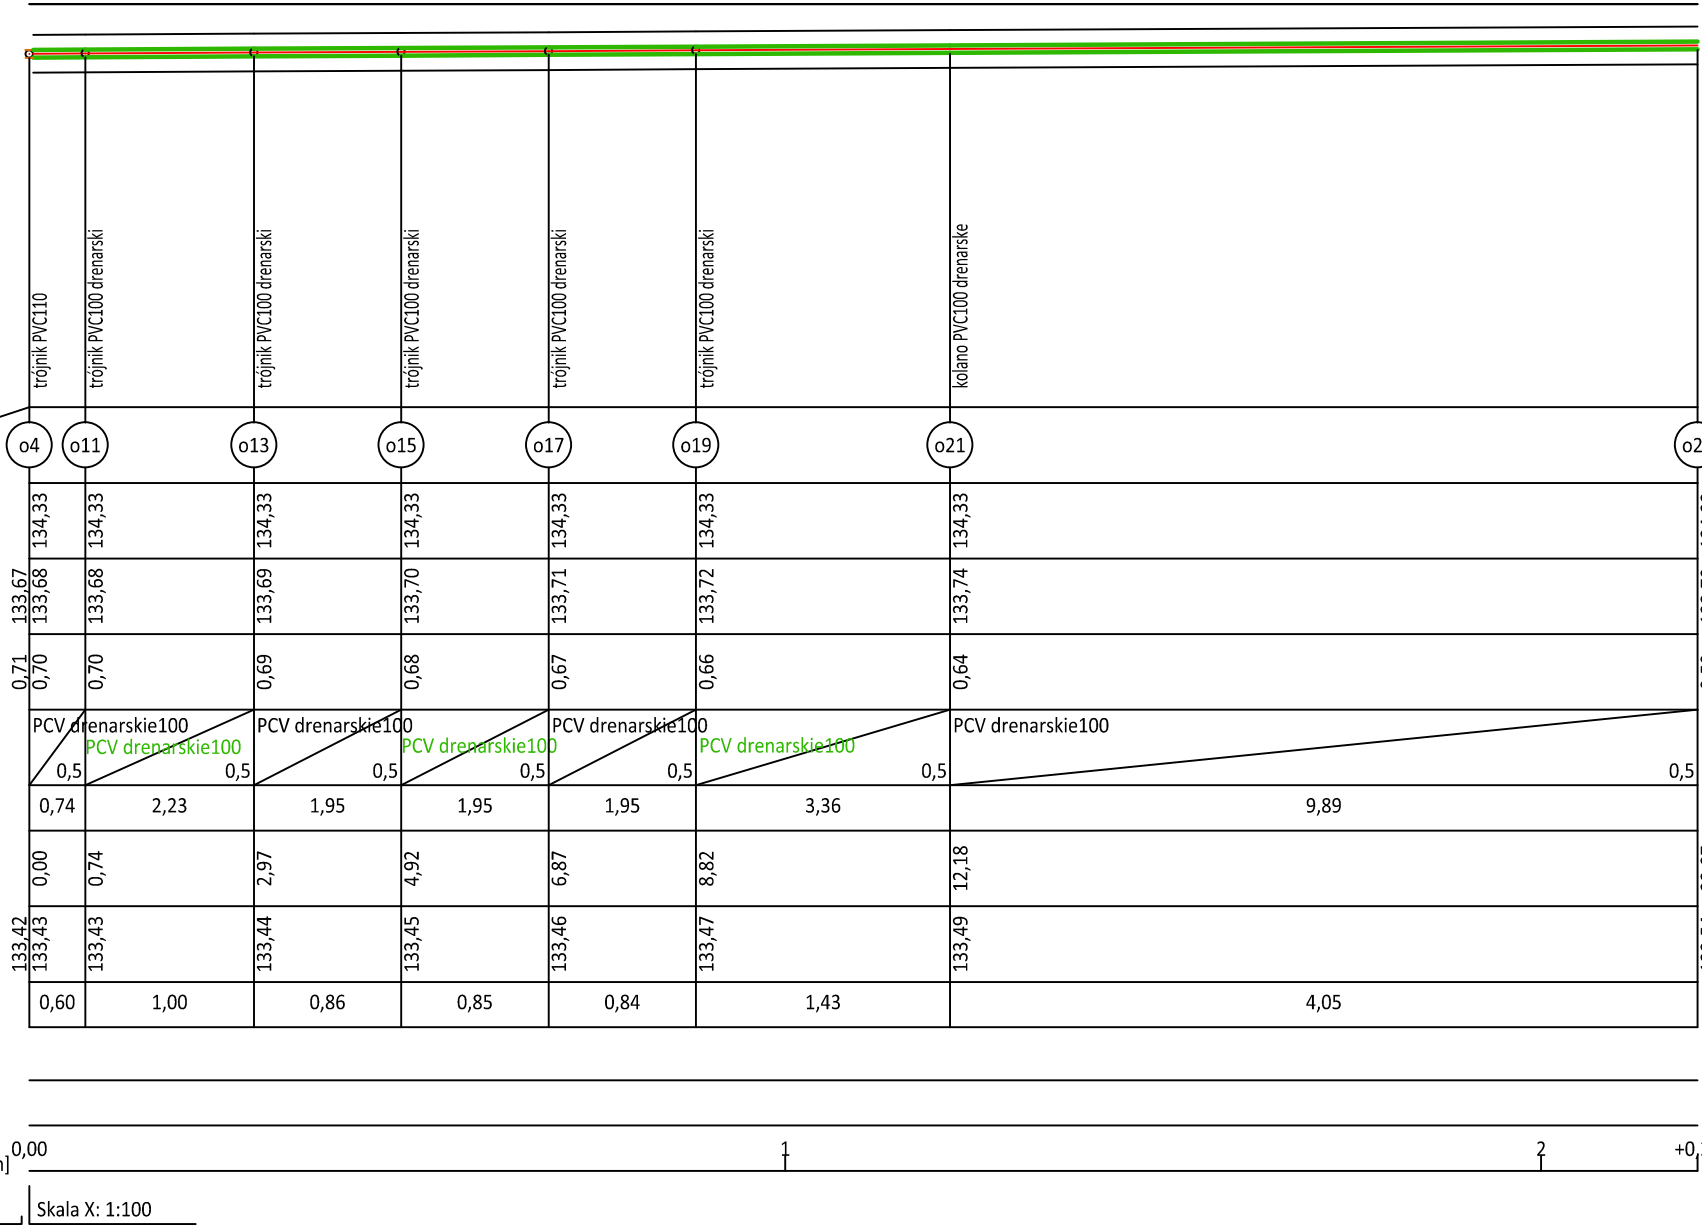 trójnik PVC110
trójnik PVC100 drenarski
trójnik PVC100 drenarski
trójnik PVC100 drenarski
trójnik PVC100 drenarski
trójnik PVC100 drenarski
kolano PVC100 drenarske
o4 o11 o13 o15 o17 o19 o21
134,33 134,33 134,33 134,33 134,33 134,33 134,33
133,67 133,68 133,68 133,69 133,70 133,71 133,72 133,74
0,71 0,70 0,70 0,69 0,68 0,67 0,66 0,64
PCV drenarskie100 PCV drenarskie100 PCV drenarskie100 PCV drenarskie100
PCV drenarskie100 PCV drenarskie100 PCV drenarskie100
0,5 0,5 0,5 0,5 0,5 0,5 0,5
0,74 2,23 1,95 1,95 1,95 3,36 9,89
0,00 0,74 2,97 4,92 6,87 8,82 12,18
133,42 133,43 133,43 133,44 133,45 133,46 133,47 133,49
0,60 1,00 0,86 0,85 0,84 1,43 4,05
0,00 1 2
Skala X: 1:100